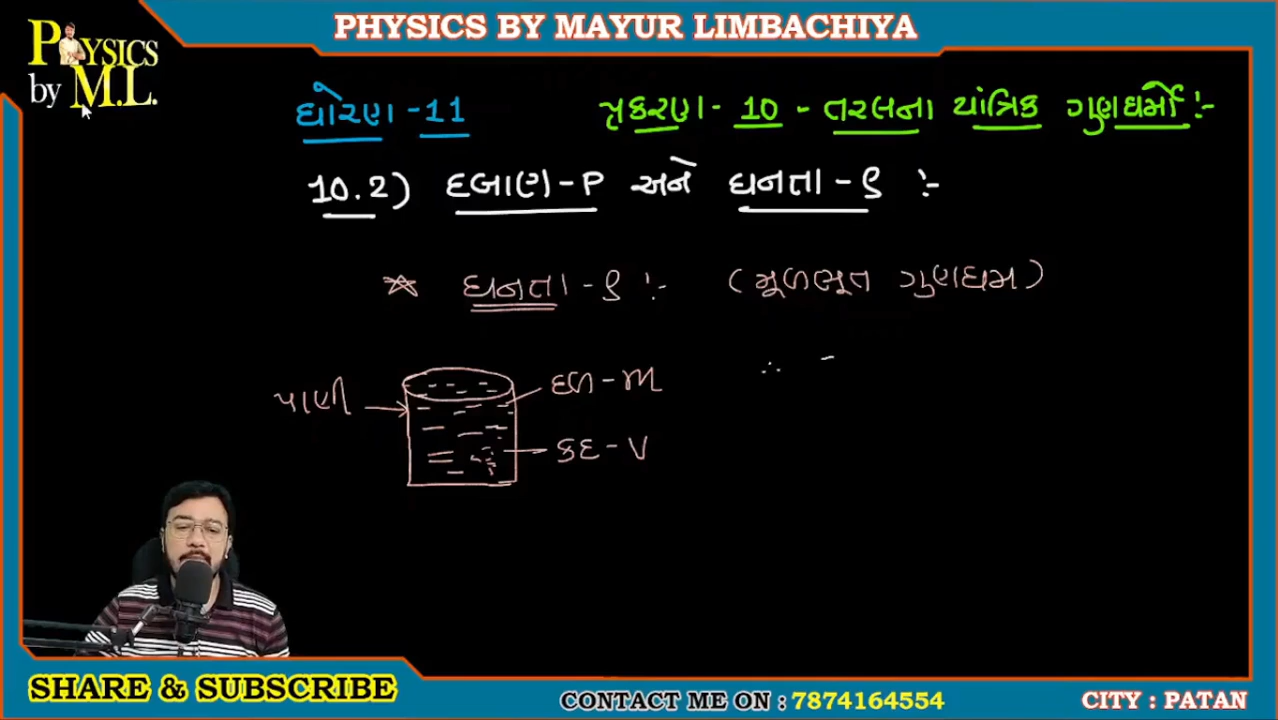 PHYSICS BY MAYUR LIMBACHIYA
PHYSICS
by M.L.
ધોરણ - 11 પ્રકરણ - 10 - તરલના યાંત્રિક ગુણધર્મો :-
10.2) દબાણ - P અને ઘનતા - ρ :-
* ઘનતા - ρ :- (મૂળભૂત ગુણધમ)
પાણી
દળ - m
કદ - V
∴ -
SHARE & SUBSCRIBE
CONTACT ME ON : 7874164554
CITY : PATAN